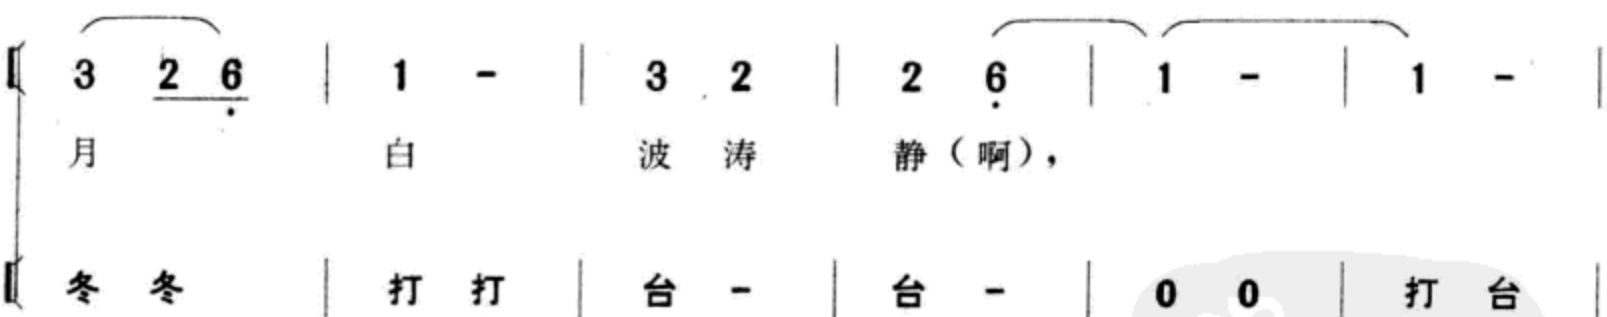 3 2 6 | 1 - | 3 2 | 2 6 | 1 - | 1 - |
月 白 波 涛 静（啊），
冬 冬 | 打 打 | 台 - | 台 - | 0 0 | 打 台 |